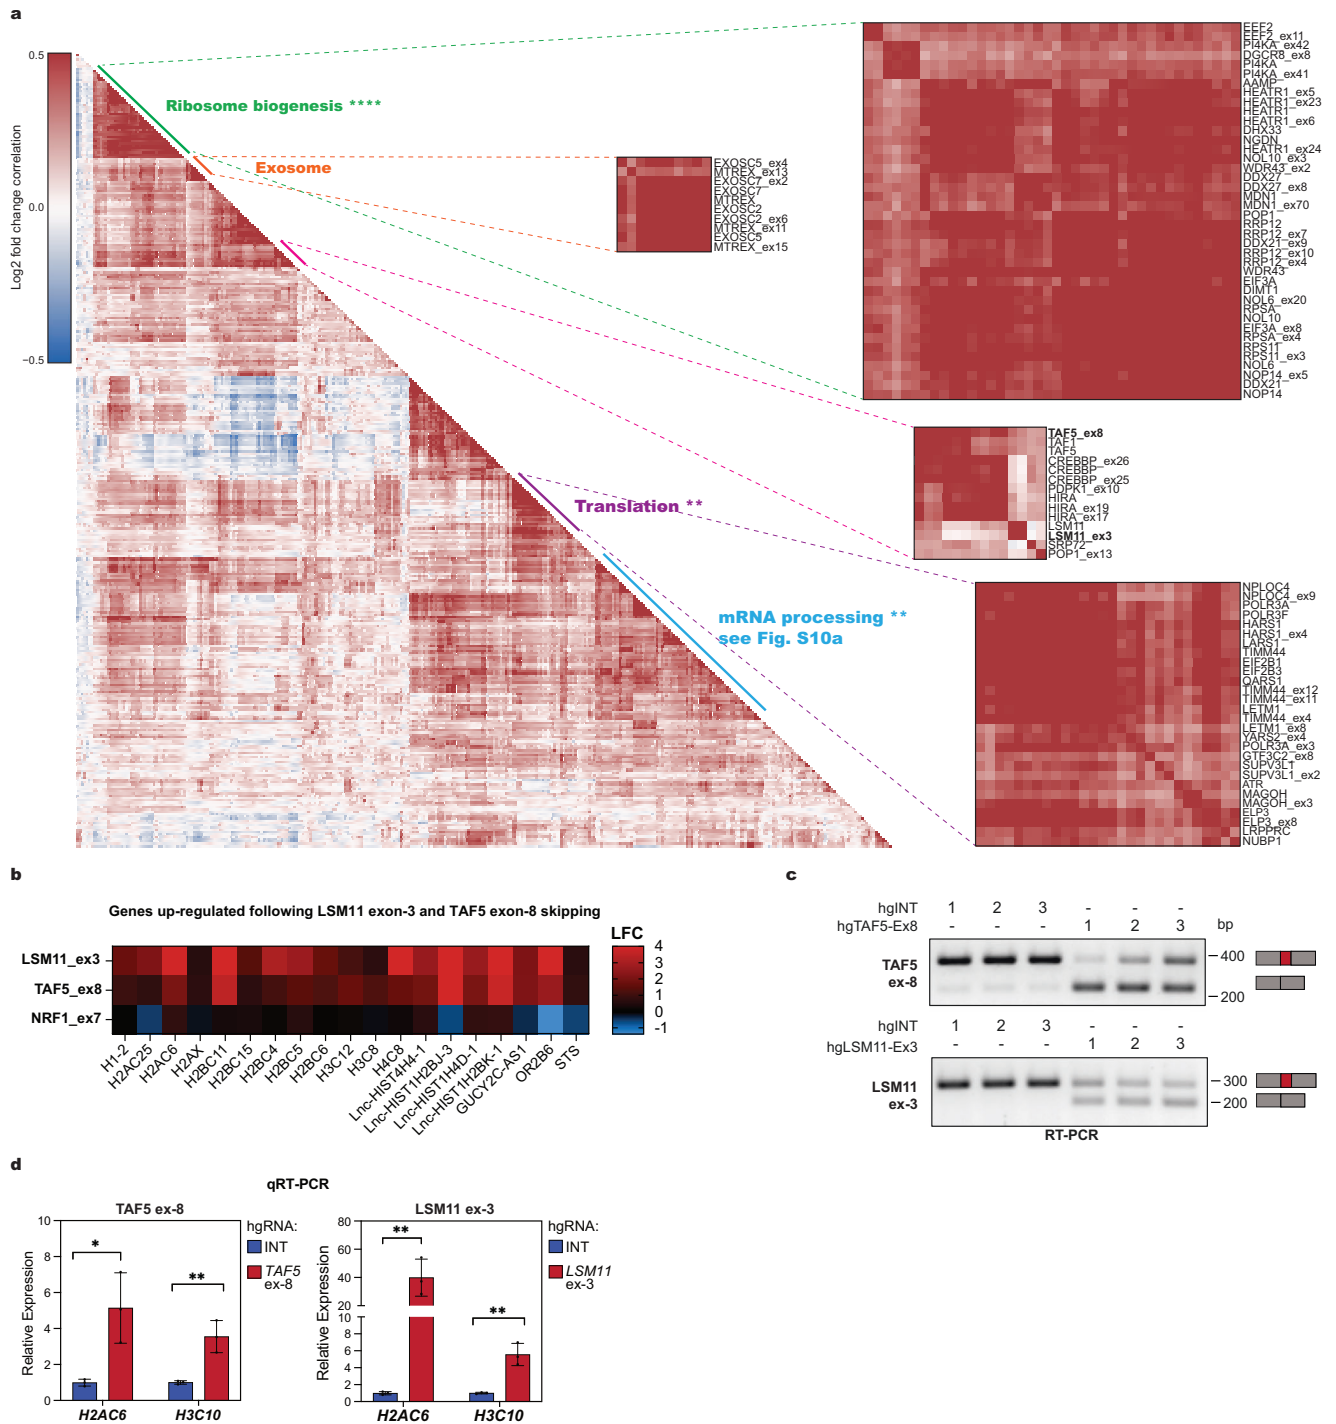 a
0.5
0.0
−0.5
Log2 fold change correlation
Ribosome biogenesis ****
Exosome
Translation **
mRNA processing **
see Fig. S10a
EEF2
EEF2_ex11
PI4KA_ex42
DGCR8_ex8
PI4KA
PI4KA_ex41
AAMP
HEATR1_ex5
HEATR1_ex23
HEATR1
HEATR1_ex6
DHX33
NGDN
HEATR1_ex24
NOL10_ex3
WDR43_ex2
DDX27
DDX27_ex8
MDN1
MDN1_ex70
POP1
RRP12
RRP12_ex7
DDX21_ex9
RRP12_ex10
RRP12_ex4
WDR43
EIF3A
DIMT1
NOL6_ex20
RPSA
NOL10
EIF3A_ex8
RPSA_ex4
RPS11
RPS11_ex3
NOL6
NOP14_ex5
DDX21
NOP14
EXOSC5_ex4
MTREX_ex13
EXOSC7_ex2
EXOSC7
MTREX
EXOSC2
EXOSC2_ex6
MTREX_ex11
EXOSC5
MTREX_ex15
TAF5_ex8
TAF1
TAF5
CREBBP_ex26
CREBBP
CREBBP_ex25
PDPK1_ex10
HIRA
HIRA_ex19
HIRA_ex17
LSM11
LSM11_ex3
SRP72
POP1_ex13
NPLOC4
NPLOC4_ex9
POLR3A
POLR3F
HARS1
HARS1_ex4
LARS1
TIMM44
EIF2B1
EIF2B3
QARS1
TIMM44_ex12
TIMM44_ex11
LETM1
TIMM44_ex4
LETM1_ex8
YARS2_ex4
POLR3A_ex3
GTF3C2_ex8
SUPV3L1
SUPV3L1_ex2
ATR
MAGOH
MAGOH_ex3
ELP3
ELP3_ex8
LRPPRC
NUBP1
b
Genes up-regulated following LSM11 exon-3 and TAF5 exon-8 skipping
LSM11_ex3
TAF5_ex8
NRF1_ex7
H1-2
H2AC25
H2AC6
H2AX
H2BC11
H2BC15
H2BC4
H2BC5
H2BC6
H3C12
H3C8
H4C8
Lnc-HIST4H4-1
Lnc-HIST1H2BJ-3
Lnc-HIST1H4D-1
Lnc-HIST1H2BK-1
GUCY2C-AS1
OR2B6
STS
LFC
4
3
2
1
0
-1
c
hgINT 1 2 3 - - -
hgTAF5-Ex8 - - - 1 2 3 bp
TAF5
ex-8
400
200
hgINT 1 2 3 - - -
hgLSM11-Ex3 - - - 1 2 3
LSM11
ex-3
300
200
RT-PCR
d
qRT-PCR
TAF5 ex-8
Relative Expression
10
8
6
4
2
0
*
**
H2AC6 H3C10
hgRNA:
INT
TAF5
ex-8
LSM11 ex-3
Relative Expression
80
60
40
20
10
8
6
4
2
0
**
**
H2AC6 H3C10
hgRNA:
INT
LSM11
ex-3